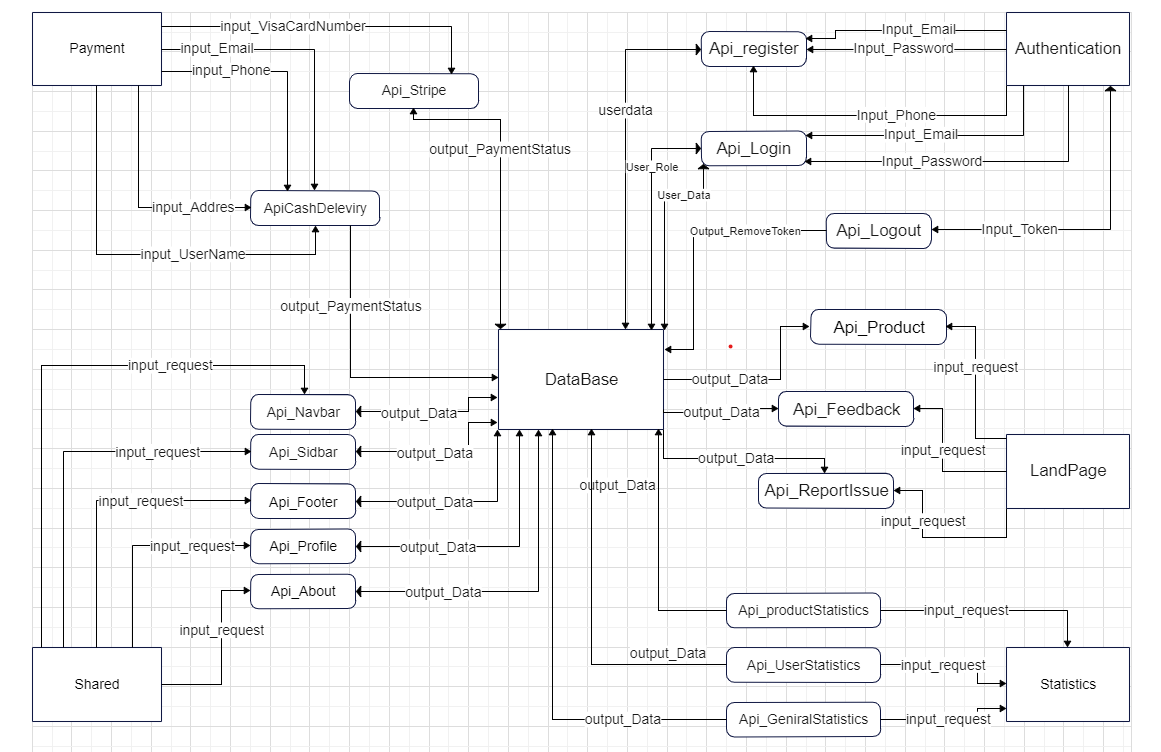 Payment
input_VisaCardNumber
input_Email
input_Phone
Api_Stripe
output_PaymentStatus
input_Addres
ApiCashDeleviry
input_UserName
output_PaymentStatus
Api_register
Input_Email
Input_Password
Authentication
userdata
Input_Phone
Input_Email
Api_Login
Input_Password
User_Role
User_Data
Output_RemoveToken
Api_Logout
Input_Token
DataBase
Api_Product
output_Data
input_request
output_Data
Api_Feedback
input_request
output_Data
Api_ReportIssue
input_request
LandPage
input_request
Api_Navbar
output_Data
input_request
Api_Sidbar
output_Data
input_request
Api_Footer
output_Data
input_request
Api_Profile
output_Data
Api_About
output_Data
input_request
Shared
output_Data
Api_productStatistics
input_request
output_Data
Api_UserStatistics
input_request
Statistics
output_Data
Api_GeniralStatistics
input_request